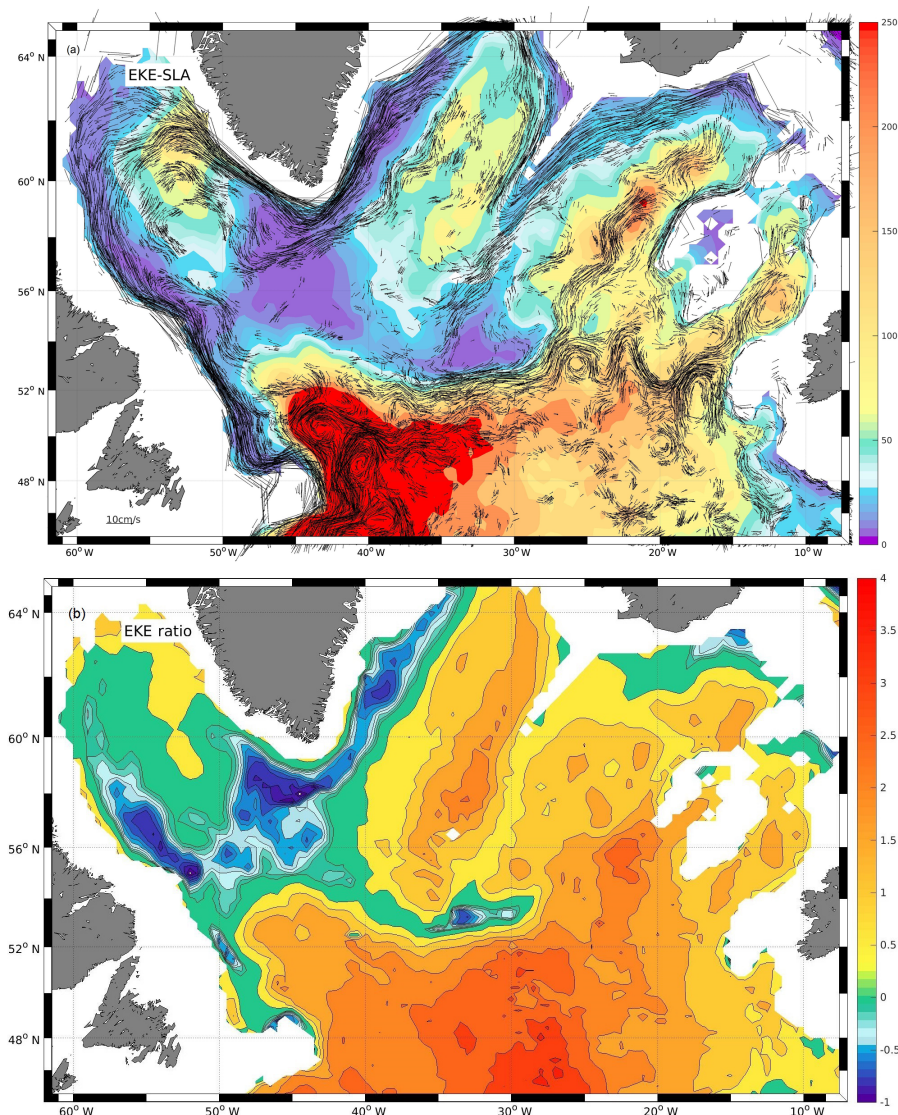 (a)
EKE-SLA
64° N
60° N
56° N
52° N
48° N
10cm/s
60° W
50° W
40° W
30° W
20° W
10° W
250
200
150
100
50
0
(b)
EKE ratio
64° N
60° N
56° N
52° N
48° N
60° W
50° W
40° W
30° W
20° W
10° W
4
3.5
3
2.5
2
1.5
1
0.5
0
-0.5
-1